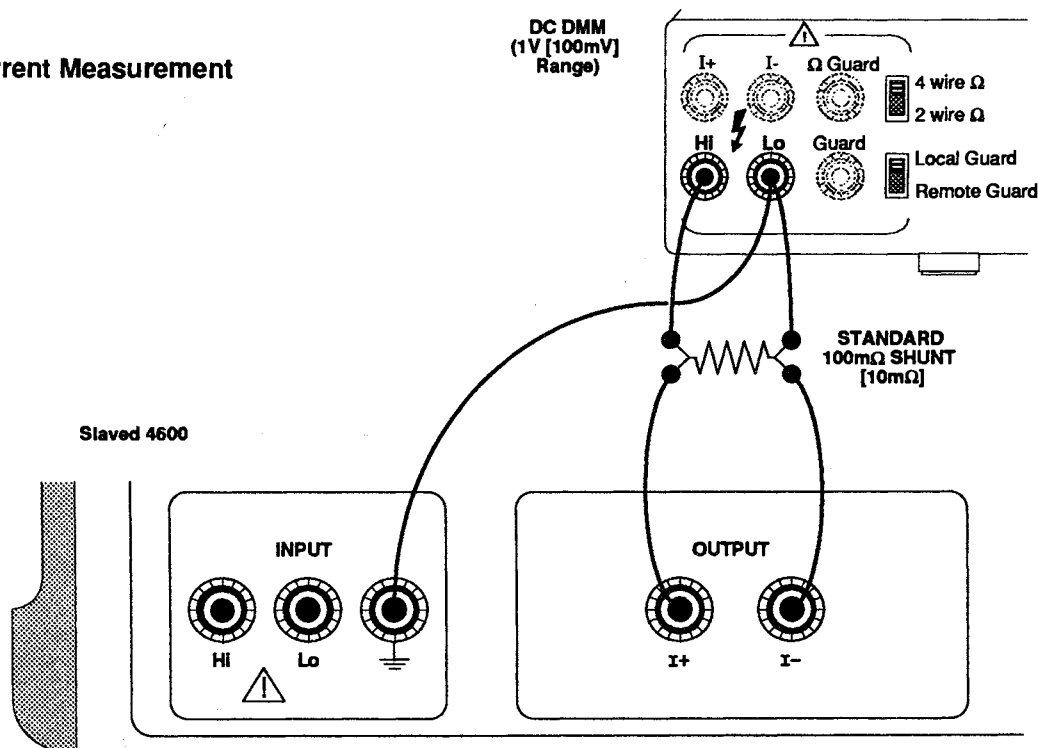 rrent Measurement
DC DMM
(1V [100mV]
Range)
I+ I- Ω Guard
4 wire Ω
2 wire Ω
Hi Lo Guard
Local Guard
Remote Guard
STANDARD
100mΩ SHUNT
[10mΩ]
Slaved 4600
INPUT
OUTPUT
Hi Lo
I+ I-